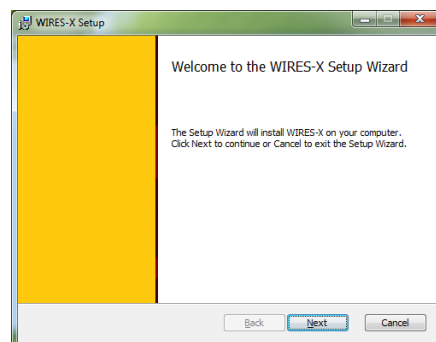 WIRES-X Setup
Welcome to the WIRES-X Setup Wizard
The Setup Wizard will install WIRES-X on your computer.
Click Next to continue or Cancel to exit the Setup Wizard.
Back Next Cancel